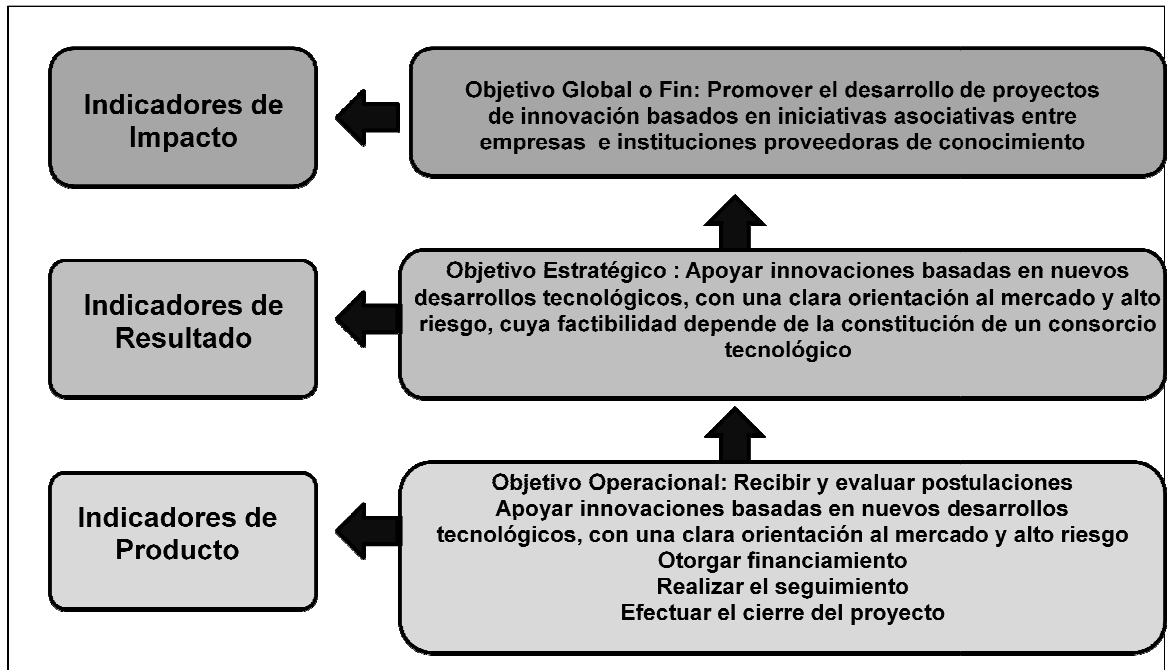 Indicadores de
Impacto
Objetivo Global o Fin: Promover el desarrollo de proyectos
de innovación basados en iniciativas asociativas entre
empresas e instituciones proveedoras de conocimiento
Indicadores de
Resultado
Objetivo Estratégico : Apoyar innovaciones basadas en nuevos
desarrollos tecnológicos, con una clara orientación al mercado y alto
riesgo, cuya factibilidad depende de la constitución de un consorcio
tecnológico
Indicadores de
Producto
Objetivo Operacional: Recibir y evaluar postulaciones
Apoyar innovaciones basadas en nuevos desarrollos
tecnológicos, con una clara orientación al mercado y alto riesgo
Otorgar financiamiento
Realizar el seguimiento
Efectuar el cierre del proyecto